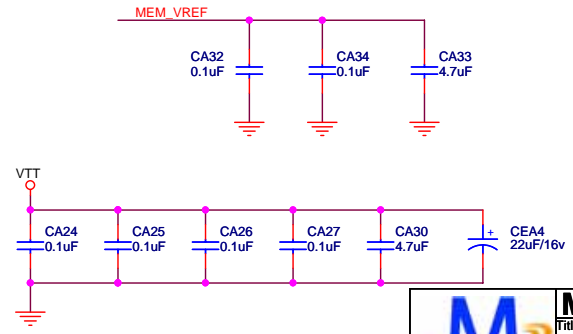 MEM_VREF
CA32
0.1uF
CA34
0.1uF
CA33
4.7uF
VTT
CA24
0.1uF
CA25
0.1uF
CA26
0.1uF
CA27
0.1uF
CA30
4.7uF
+
CEA4
22uF/16v